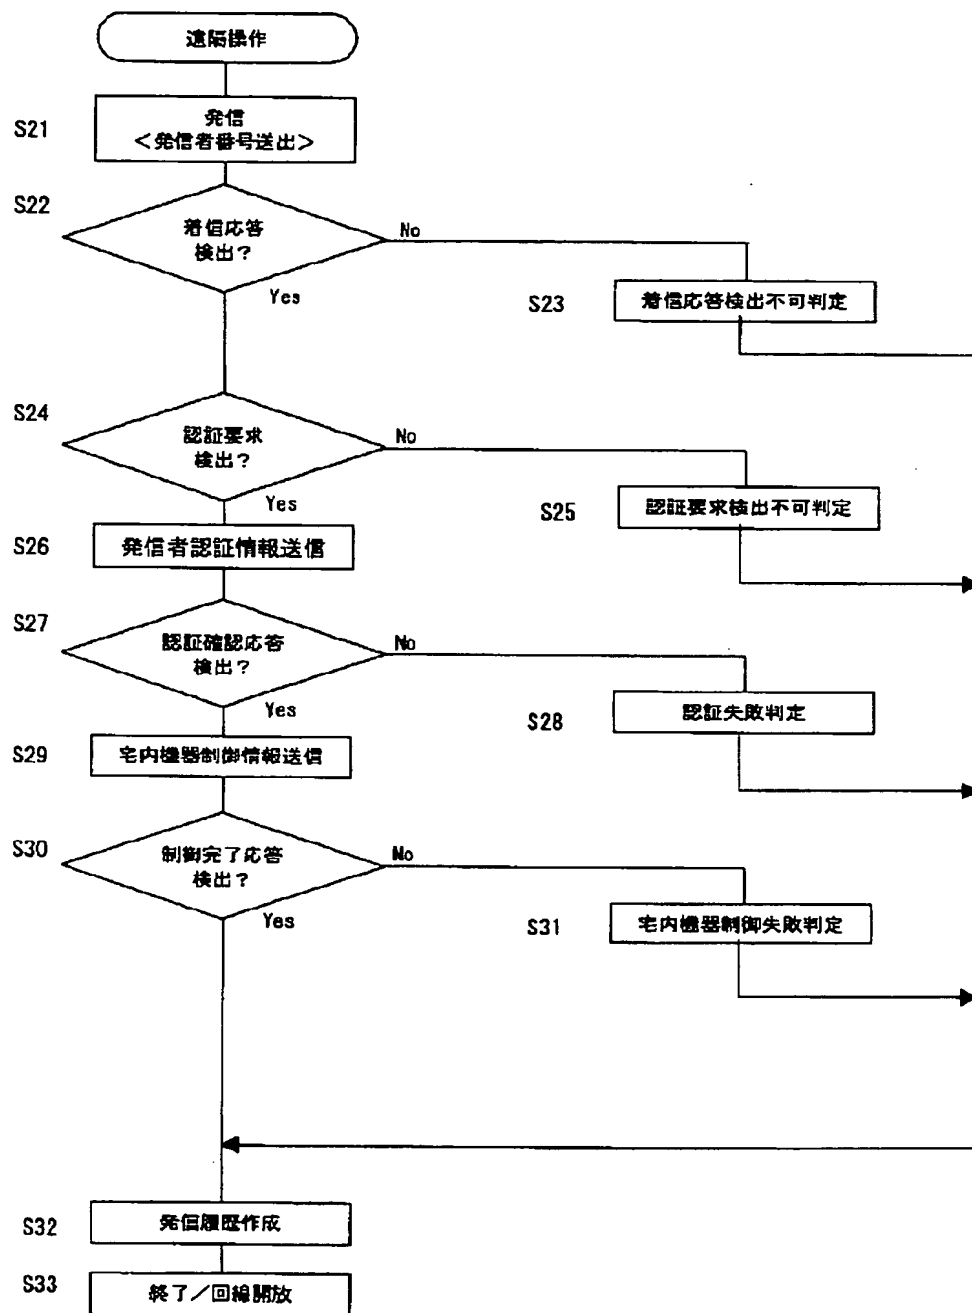 遠隔操作
S21
発信
<発信者番号送出>
S22
着信応答
検出?
No
Yes
S23
着信応答検出不可判定
S24
認証要求
検出?
No
Yes
S25
認証要求検出不可判定
S26
発信者認証情報送信
S27
認証確認応答
検出?
No
Yes
S28
認証失敗判定
S29
宅内機器制御情報送信
S30
制御完了応答
検出?
No
Yes
S31
宅内機器制御失敗判定
S32
発信履歴作成
S33
終了/回線開放